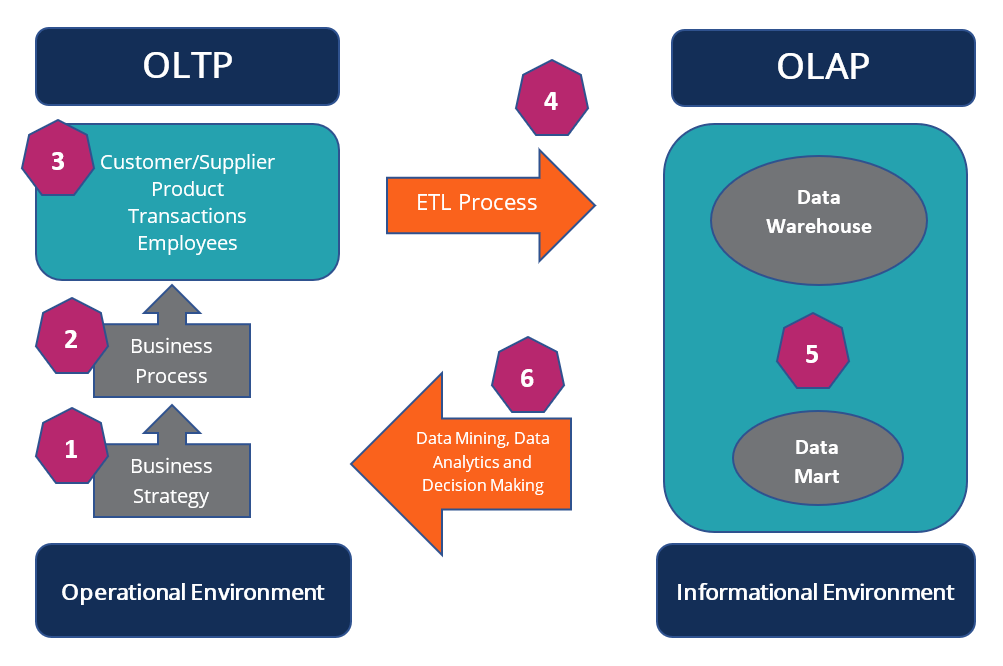 OLTP
OLAP
4
3
Customer/Supplier
Product
Transactions
Employees
ETL Process
Data
Warehouse
2
Business
Process
5
6
1
Business
Strategy
Data Mining, Data
Analytics and
Decision Making
Data
Mart
Operational Environment
Informational Environment